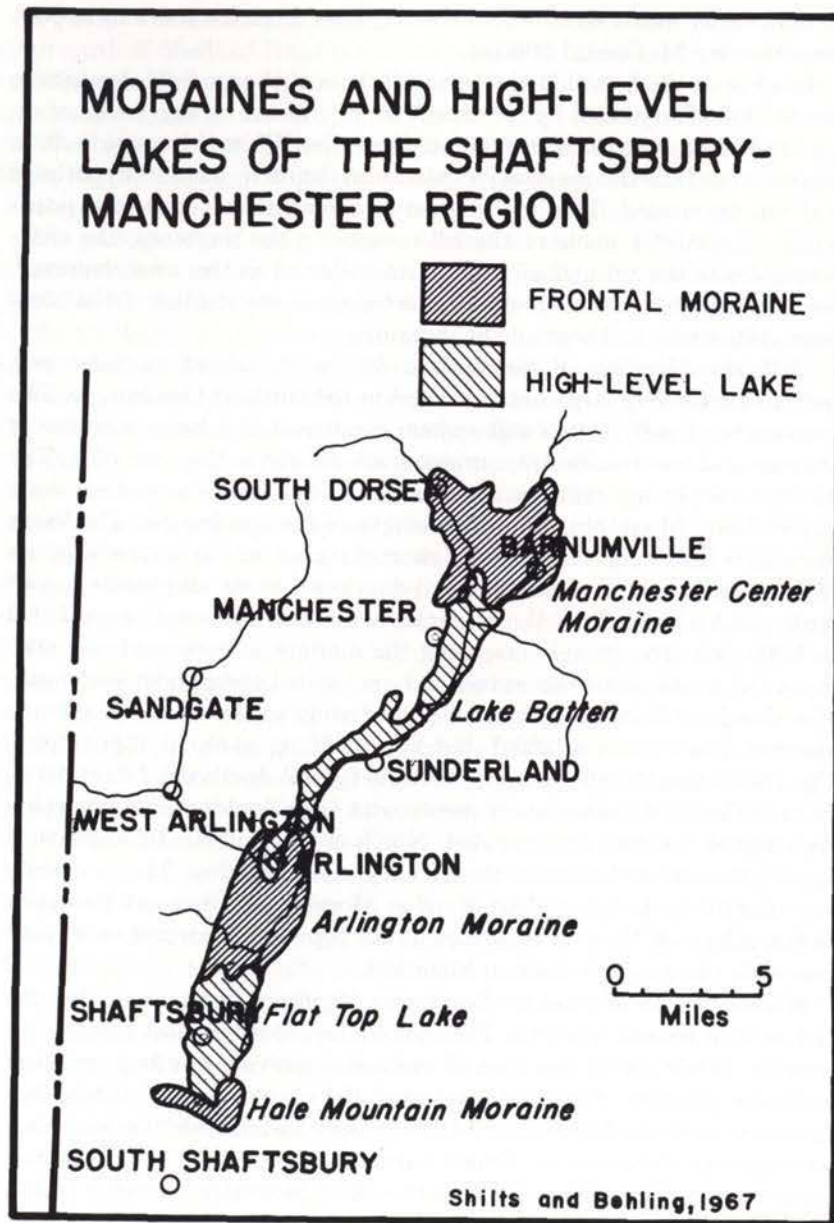 MORAINES AND HIGH-LEVEL
LAKES OF THE SHAFTSBURY-
MANCHESTER REGION
FRONTAL MORAINE
HIGH-LEVEL LAKE
SOUTH DORSET
BARNUMVILLE
Manchester Center
Moraine
MANCHESTER
SANDGATE
Lake Batten
SUNDERLAND
WEST ARLINGTON
ARLINGTON
Arlington Moraine
0 5
Miles
SHAFTSBURY
Flat Top Lake
Hale Mountain Moraine
SOUTH SHAFTSBURY
Shilts and Behling, 1967